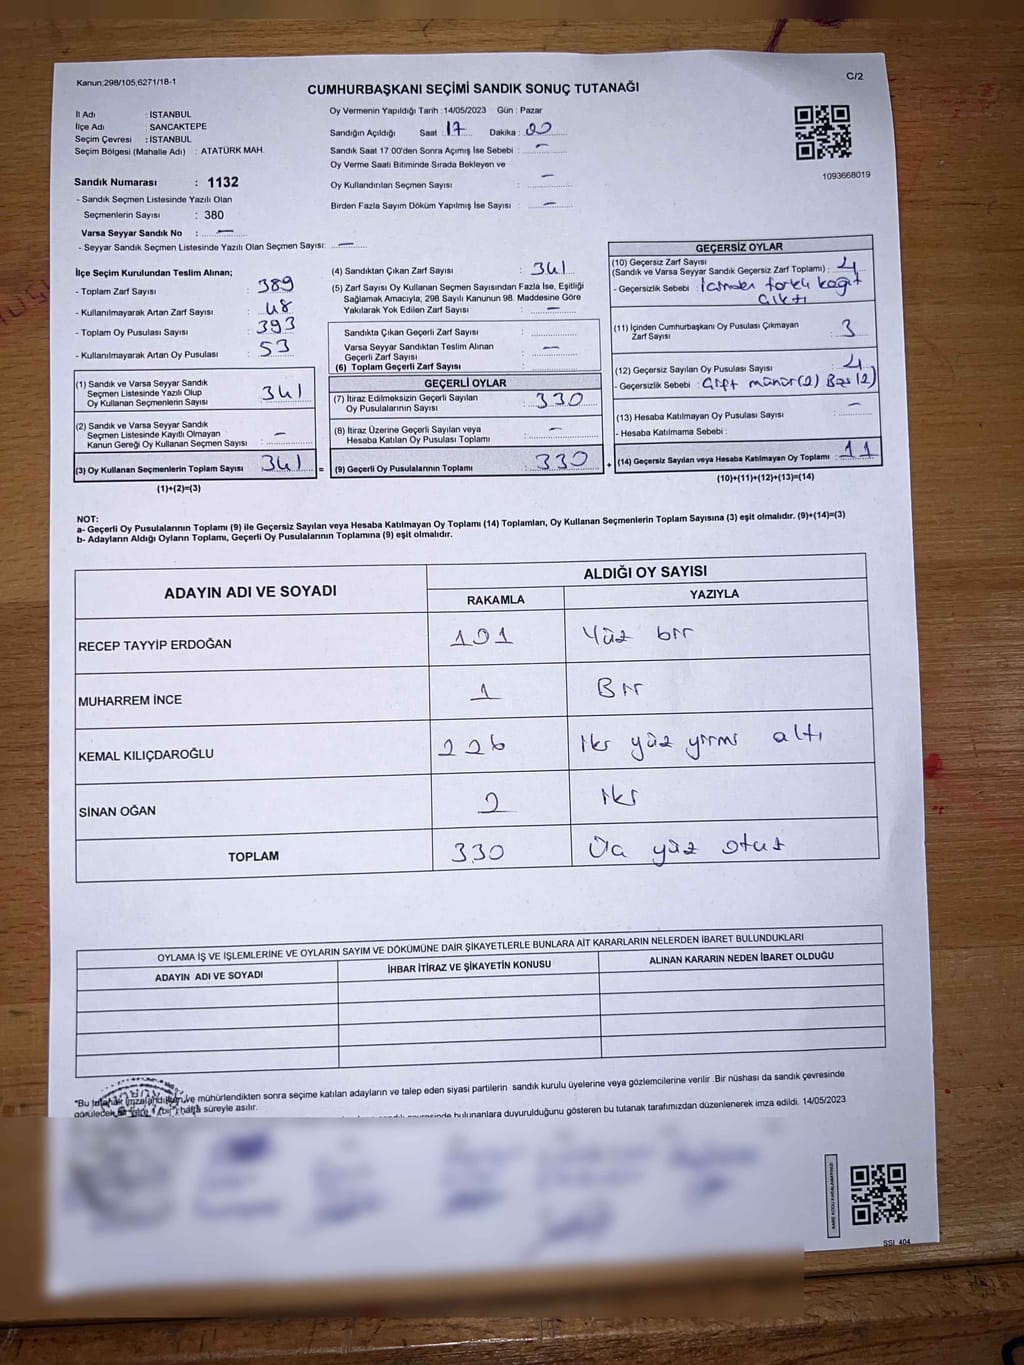 Kanun:298/105;6271/18-1
C/2
CUMHURBAŞKANI SEÇİMİ SANDIK SONUÇ TUTANAĞI
İl Adı : İSTANBUL
İlçe Adı : SANCAKTEPE
Seçim Çevresi : İSTANBUL
Seçim Bölgesi (Mahalle Adı) : ATATÜRK MAH.
Sandık Numarası : 1132
- Sandık Seçmen Listesinde Yazılı Olan
Seçmenlerin Sayısı : 380
Varsa Seyyar Sandık No : —
- Seyyar Sandık Seçmen Listesinde Yazılı Olan Seçmen Sayısı: —
Oy Vermenin Yapıldığı Tarih :14/05/2023 Gün : Pazar
Sandığın Açıldığı Saat : 17 Dakika : 00
Sandık Saat 17:00'den Sonra Açımış İse Sebebi : —
Oy Verme Saati Bitiminde Sırada Bekleyen ve
Oy Kullandırılan Seçmen Sayısı : —
Birden Fazla Sayım Döküm Yapılmış İse Sayısı : —
1093668019
İlçe Seçim Kurulundan Teslim Alınan;
- Toplam Zarf Sayısı : 389
- Kullanılmayarak Artan Zarf Sayısı : 48
- Toplam Oy Pusulası Sayısı : 393
- Kullanılmayarak Artan Oy Pusulası : 53
(1) Sandık ve Varsa Seyyar Sandık
Seçmen Listesinde Yazılı Olup
Oy Kullanan Seçmenlerin Sayısı : 341
(2) Sandık ve Varsa Seyyar Sandık
Seçmen Listesinde Kayıtlı Olmayan
Kanun Gereği Oy Kullanan Seçmen Sayısı : —
(3) Oy Kullanan Seçmenlerin Toplam Sayısı : 341 =
(1)+(2)=(3)
(4) Sandıktan Çıkan Zarf Sayısı : 341
(5) Zarf Sayısı Oy Kullanan Seçmen Sayısından Fazla İse, Eşitliği
Sağlamak Amacıyla, 298 Sayılı Kanunun 98. Maddesine Göre
Yakılarak Yok Edilen Zarf Sayısı : —
Sandıkta Çıkan Geçerli Zarf Sayısı :
Varsa Seyyar Sandıktan Teslim Alınan
Geçerli Zarf Sayısı : —
(6) Toplam Geçerli Zarf Sayısı :
GEÇERLİ OYLAR
(7) İtiraz Edilmeksizin Geçerli Sayılan
Oy Pusulalarının Sayısı : 330
(8) İtiraz Üzerine Geçerli Sayılan veya
Hesaba Katılan Oy Pusulası Toplamı : —
(9) Geçerli Oy Pusulalarının Toplamı : 330 +
GEÇERSİZ OYLAR
(10) Geçersiz Zarf Sayısı
(Sandık ve Varsa Seyyar Sandık Geçersiz Zarf Toplamı) : 4
- Geçersizlik Sebebi : İçinden farklı kağıt
çıktı
(11) İçinden Cumhurbaşkanı Oy Pusulası Çıkmayan
Zarf Sayısı : 3
(12) Geçersiz Sayılan Oy Pusulası Sayısı : 4
- Geçersizlik Sebebi : Çift mühür(2) Boş(2)
(13) Hesaba Katılmayan Oy Pusulası Sayısı : —
- Hesaba Katılmama Sebebi :
(14) Geçersiz Sayılan veya Hesaba Katılmayan Oy Toplamı : 11
(10)+(11)+(12)+(13)=(14)
NOT:
a- Geçerli Oy Pusulalarının Toplamı (9) ile Geçersiz Sayılan veya Hesaba Katılmayan Oy Toplamı (14) Toplamları, Oy Kullanan Seçmenlerin Toplam Sayısına (3) eşit olmalıdır. (9)+(14)=(3)
b- Adayların Aldığı Oyların Toplamı, Geçerli Oy Pusulalarının Toplamına (9) eşit olmalıdır.
ADAYIN ADI VE SOYADI
ALDIĞI OY SAYISI
RAKAMLA YAZIYLA
RECEP TAYYİP ERDOĞAN 101 Yüz bir
MUHARREM İNCE 1 Bir
KEMAL KILIÇDAROĞLU 226 iki yüz yirmi altı
SİNAN OĞAN 2 iki
TOPLAM 330 Üç yüz otuz
OYLAMA İŞ VE İŞLEMLERİNE VE OYLARIN SAYIM VE DÖKÜMÜNE DAİR ŞİKAYETLERLE BUNLARA AİT KARARLARIN NELERDEN İBARET BULUNDUKLARI
ADAYIN ADI VE SOYADI İHBAR İTİRAZ VE ŞİKAYETİN KONUSU ALINAN KARARIN NEDEN İBARET OLDUĞU
*Bu tutanak imzalandıktan ve mühürlendikten sonra seçime katılan adayların ve talep eden siyasi partilerin sandık kurulu üyelerine veya gözlemcilerine verilir .Bir nüshası da sandık çevresinde
görülecek bir yere 1 (bir) hafta süreyle asılır.
bulunanlara duyurulduğunu gösteren bu tutanak tarafımızdan düzenlenerek imza edildi. 14/05/2023
SSI_404